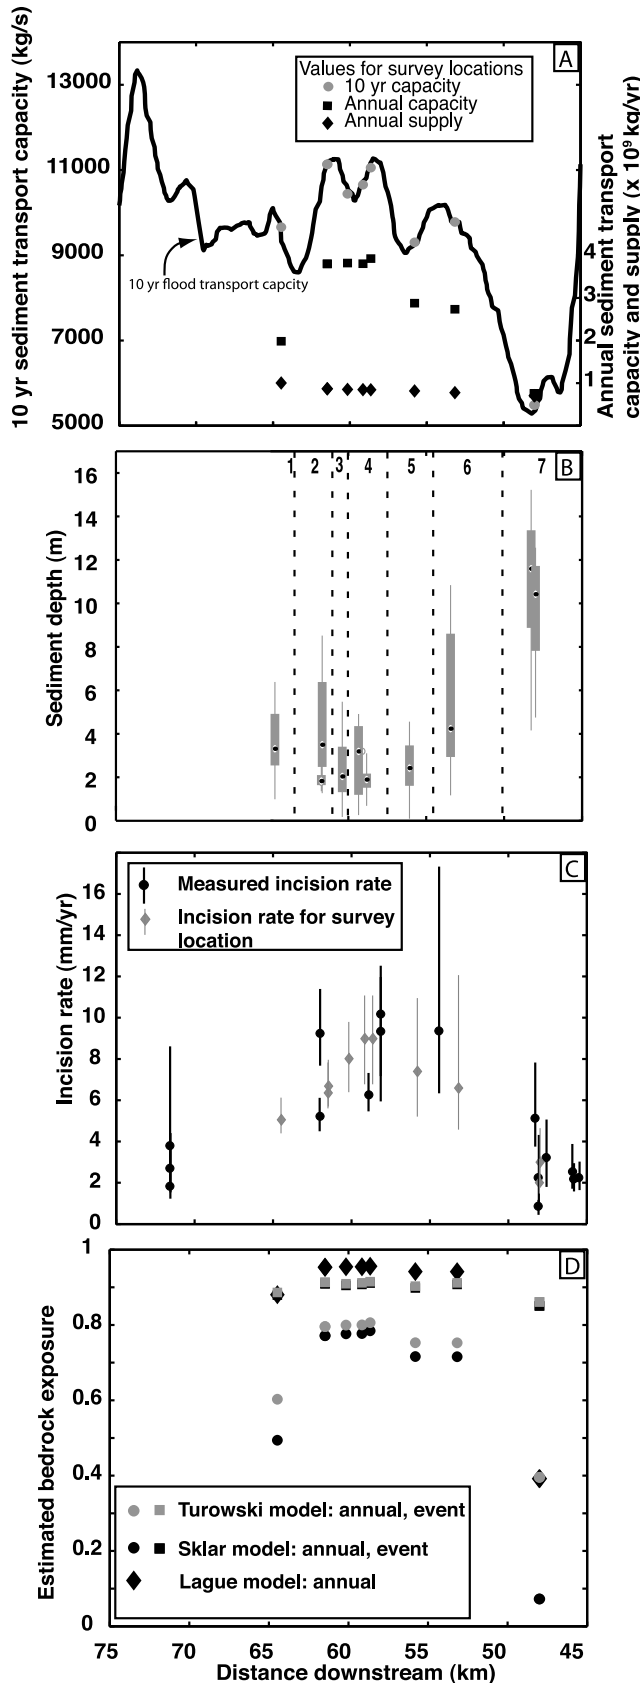 10 yr sediment transport capacity (kg/s)
13000
11000
9000
7000
5000
A
Values for survey locations
10 yr capacity
Annual capacity
Annual supply
10 yr flood transport capcity
4
3
2
1
Annual sediment transport
capacity and supply (x 10⁹ kg/yr)
Sediment depth (m)
16
14
12
10
8
6
4
2
0
1 2 3 4 5 6 7
B
Incision rate (mm/yr)
16
14
12
10
8
6
4
2
0
C
Measured incision rate
Incision rate for survey
location
Estimated bedrock exposure
1
0.8
0.6
0.4
0.2
0
D
Turowski model: annual, event
Sklar model: annual, event
Lague model: annual
75 70 65 60 55 50 45
Distance downstream (km)